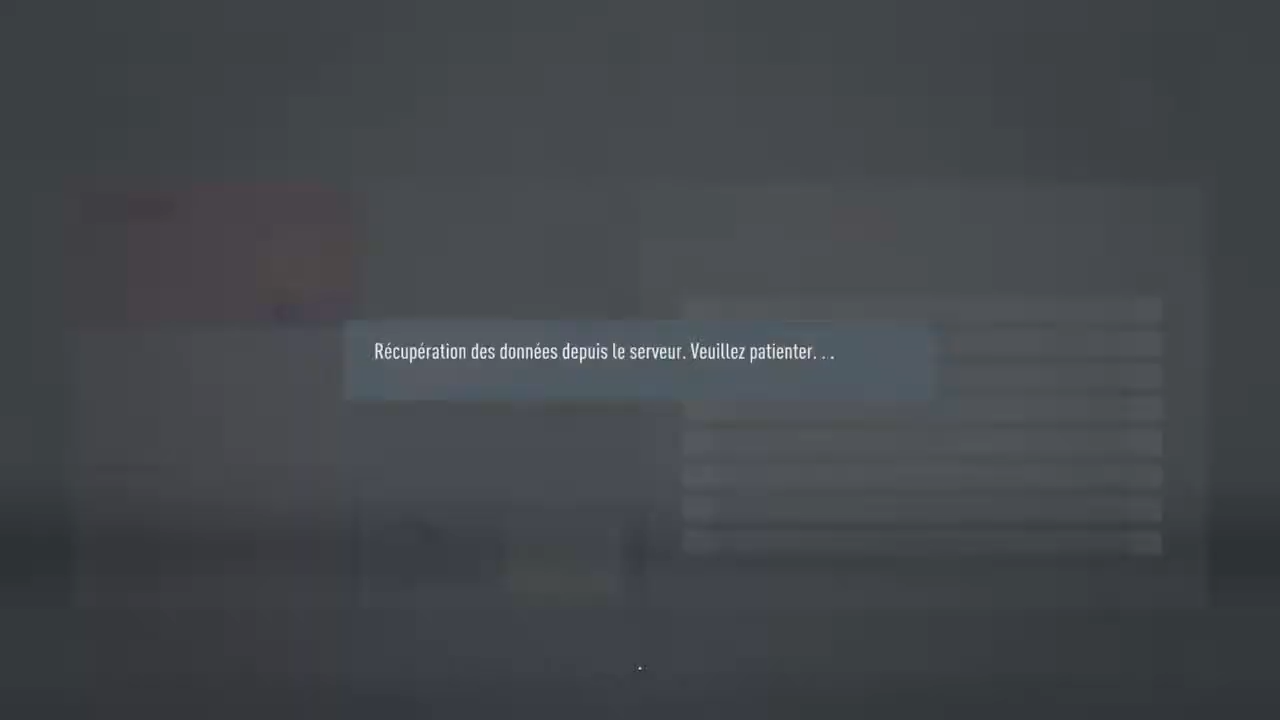 Récupération des données depuis le serveur. Veuillez patienter. . .